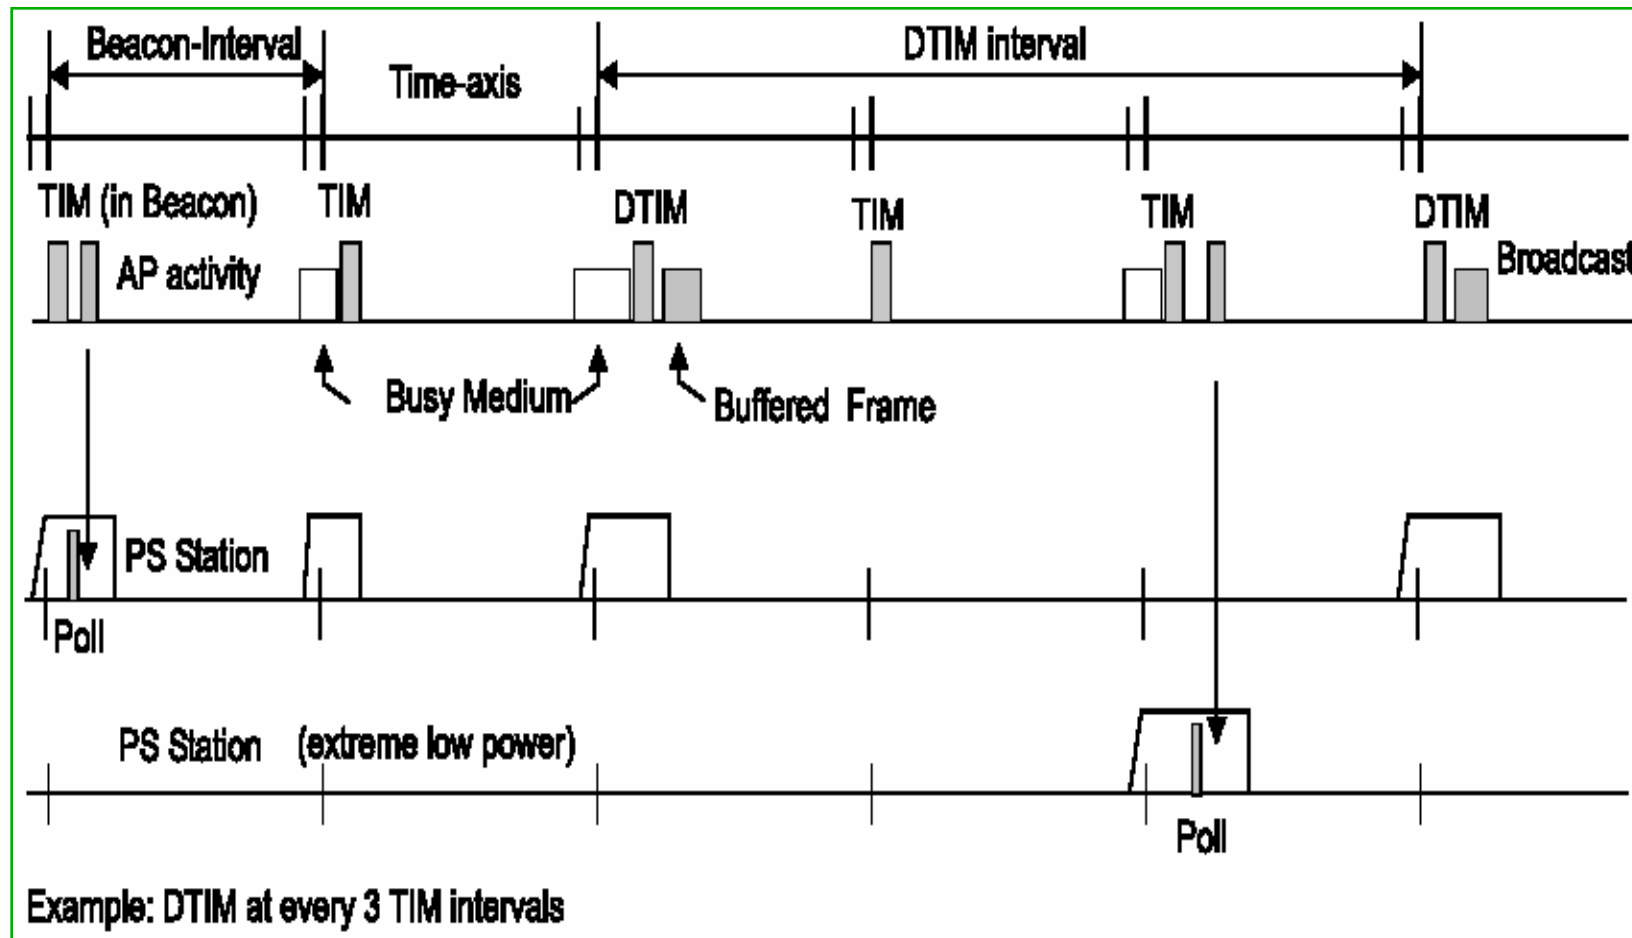 Beacon-Interval
DTIM interval
Time-axis
TIM (in Beacon)
TIM
DTIM
TIM
TIM
DTIM
AP activity
Broadcast
Busy Medium
Buffered Frame
PS Station
Poll
PS Station (extreme low power)
Poll
Example: DTIM at every 3 TIM intervals